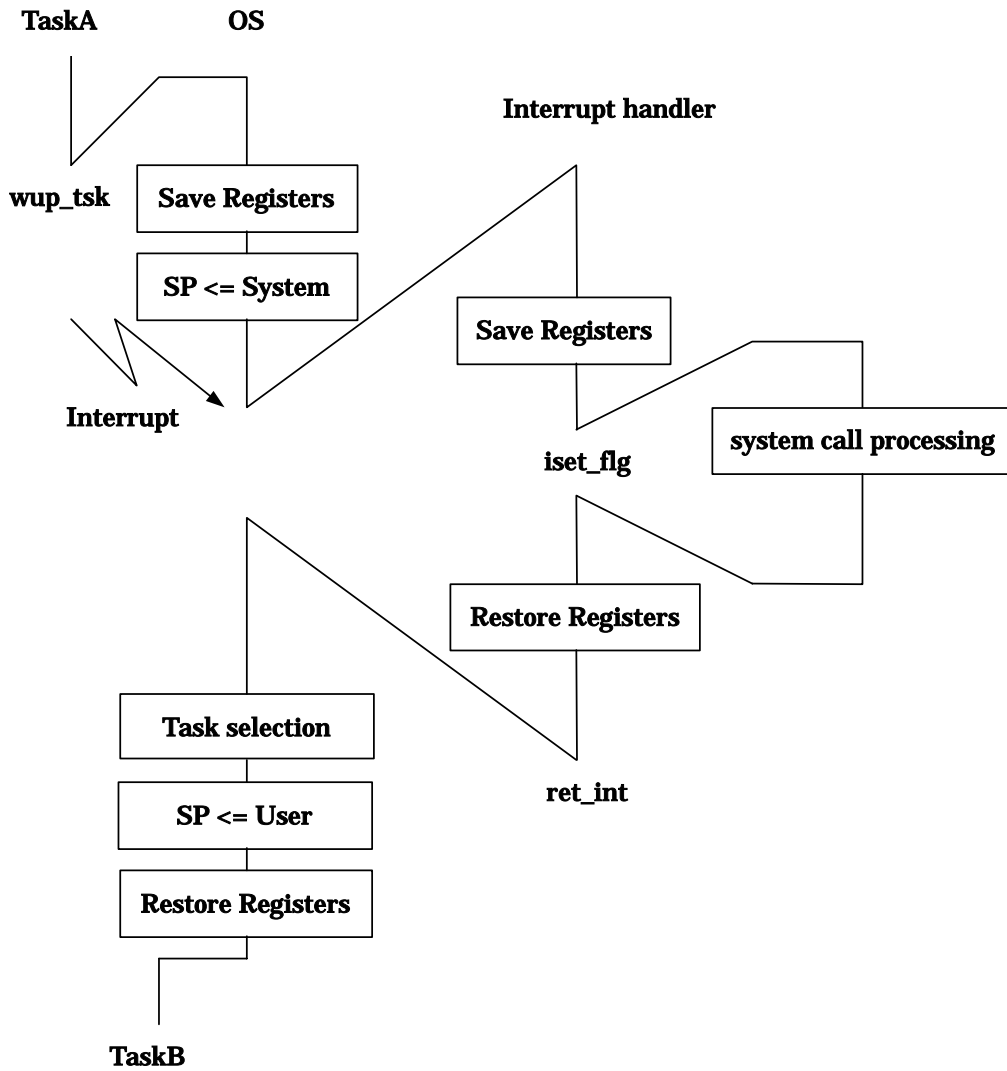 TaskA
OS
Interrupt handler
wup_tsk
Save Registers
SP <= System
Save Registers
Interrupt
iset_flg
system call processing
Restore Registers
Task selection
ret_int
SP <= User
Restore Registers
TaskB